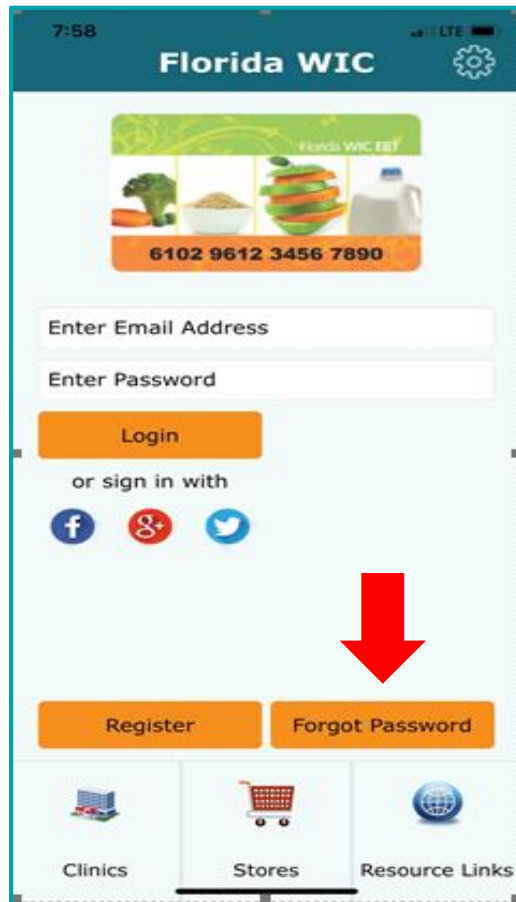 7:58
LTE
Florida WIC
Florida WIC EBT
6102 9612 3456 7890
Enter Email Address
Enter Password
Login
or sign in with
f
8+
Register
Forgot Password
Clinics
Stores
Resource Links